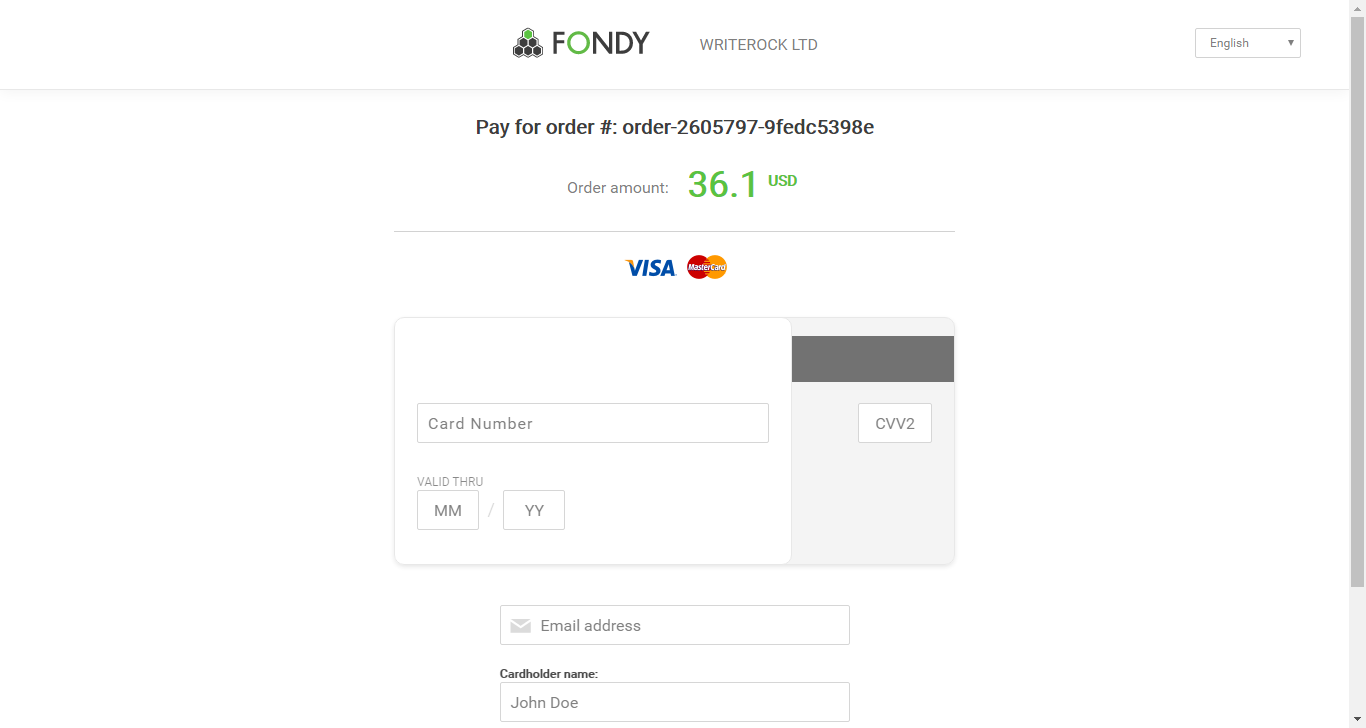 FONDY
WRITEROCK LTD
English
Pay for order #: order-2605797-9fedc5398e
Order amount: 36.1 USD
VISA MasterCard
Card Number
CVV2
VALID THRU
MM / YY
Email address
Cardholder name:
John Doe